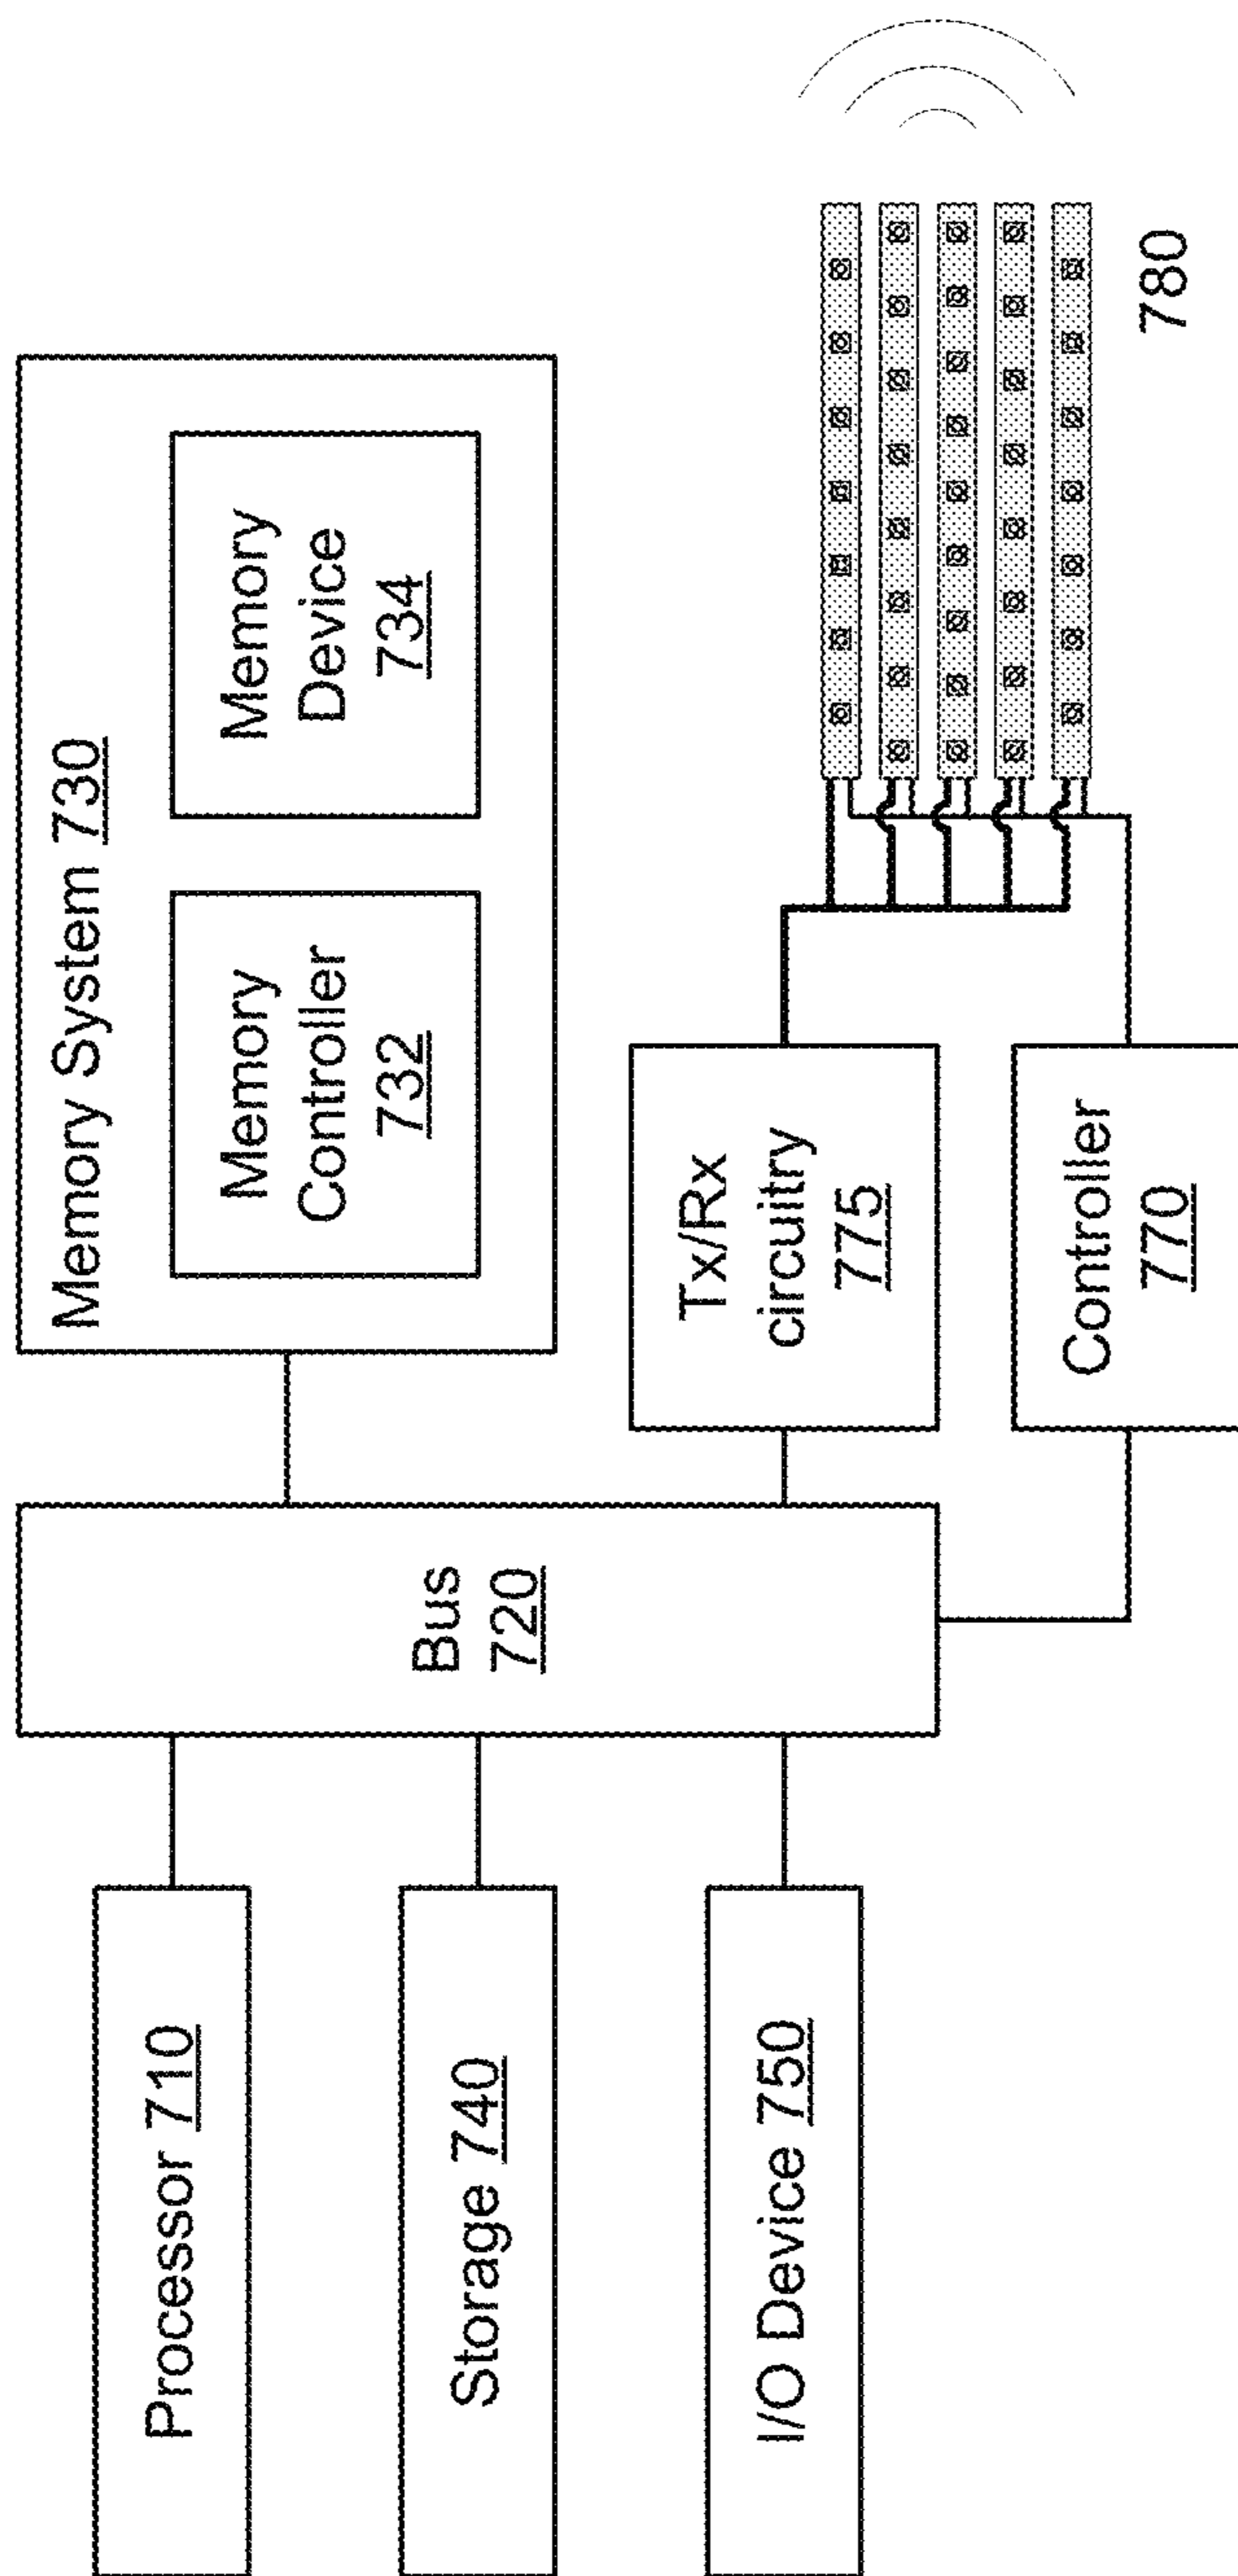 Processor 710
Storage 740
I/O Device 750
Bus
720
Memory System 730
Memory
Controller
732
Memory
Device
734
Tx/Rx
circuitry
775
Controller
770
780